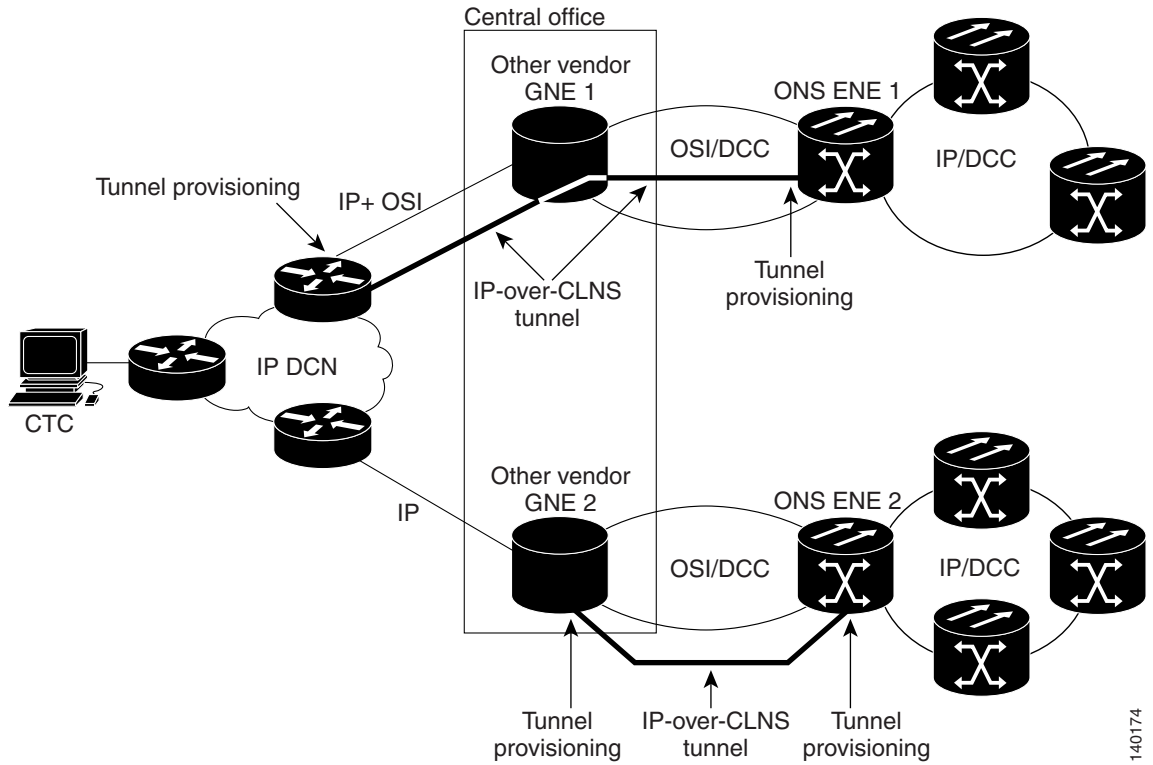 Central office
Other vendor
GNE 1
ONS ENE 1
OSI/DCC
IP/DCC
Tunnel provisioning
IP+ OSI
IP-over-CLNS
tunnel
Tunnel
provisioning
IP DCN
CTC
Other vendor
GNE 2
ONS ENE 2
IP
OSI/DCC
IP/DCC
Tunnel
provisioning
IP-over-CLNS
tunnel
Tunnel
provisioning
140174